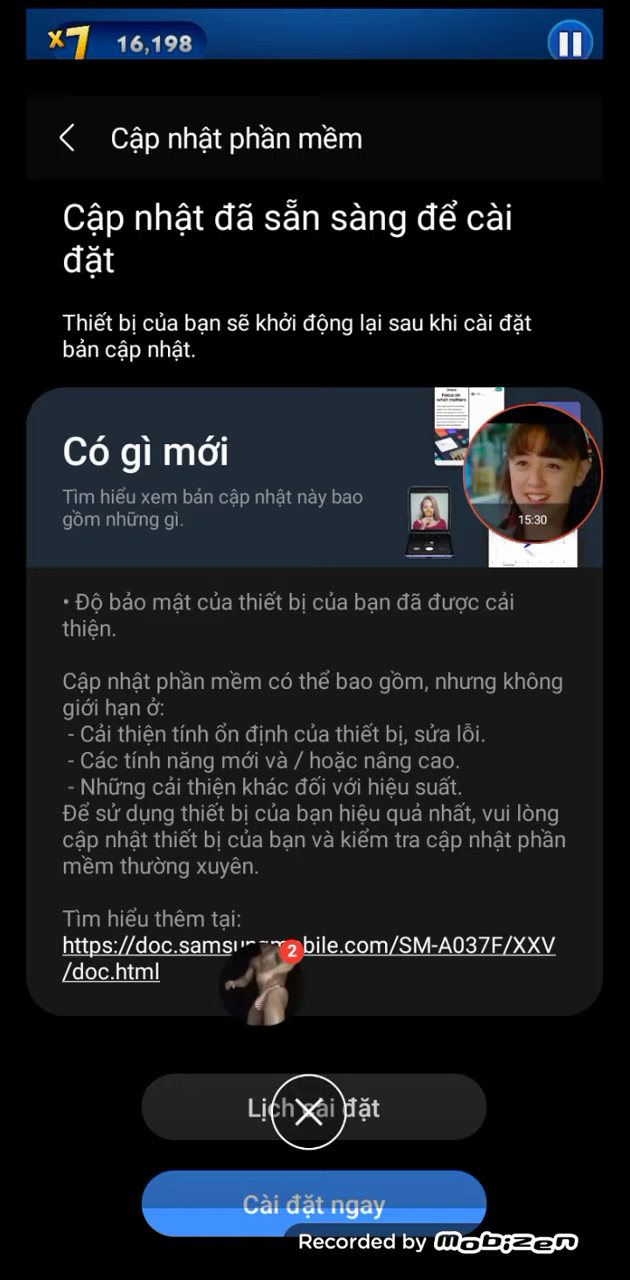 x7 16,198
Cập nhật phần mềm
Cập nhật đã sẵn sàng để cài
đặt
Thiết bị của bạn sẽ khởi động lại sau khi cài đặt
bản cập nhật.
Focus on
what matters
Có gì mới
Tìm hiểu xem bản cập nhật này bao
gồm những gì.
15:30
• Độ bảo mật của thiết bị của bạn đã được cải
thiện.
Cập nhật phần mềm có thể bao gồm, nhưng không
giới hạn ở:
- Cải thiện tính ổn định của thiết bị, sửa lỗi.
- Các tính năng mới và / hoặc nâng cao.
- Những cải thiện khác đối với hiệu suất.
Để sử dụng thiết bị của bạn hiệu quả nhất, vui lòng
cập nhật thiết bị của bạn và kiểm tra cập nhật phần
mềm thường xuyên.
Tìm hiểu thêm tại:
https://doc.samsungmobile.com/SM-A037F/XXV
/doc.html
2
Lịch cài đặt
Cài đặt ngay
Recorded by mobizen